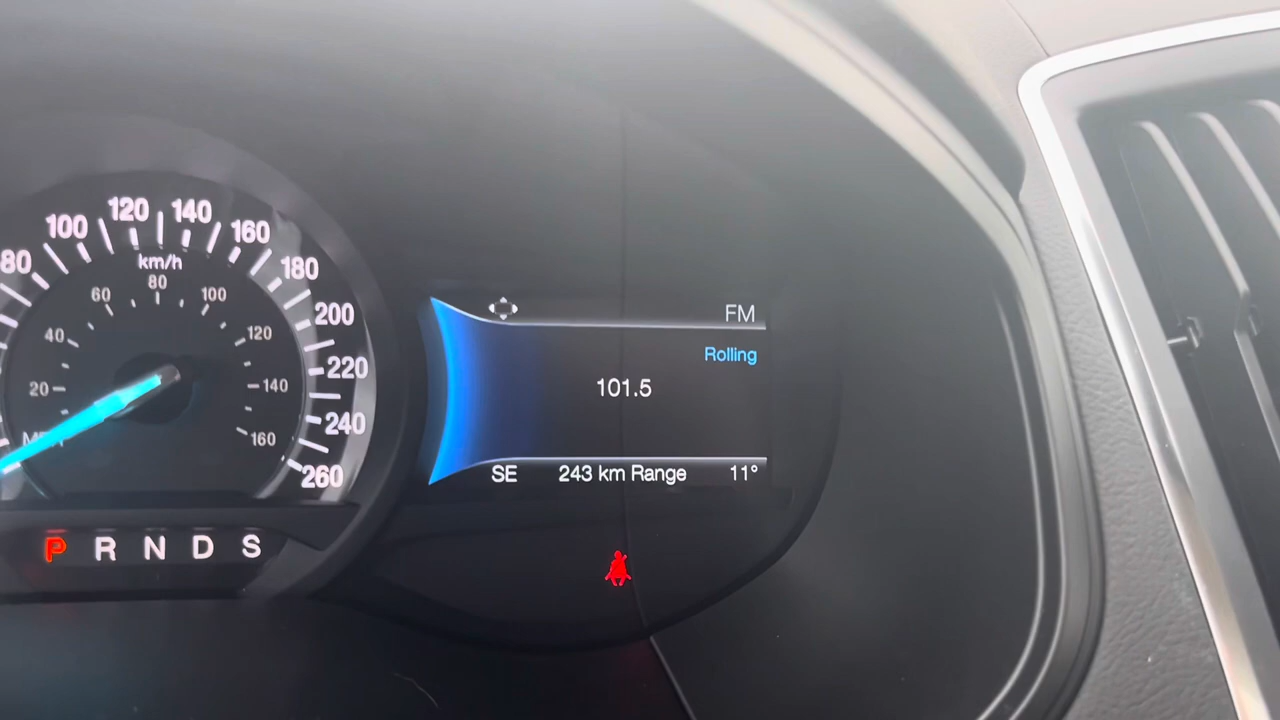 80 100 120 140 160 180 200 220 240 260
km/h
20 40 60 80 100 120 140 160
P R N D S
FM
Rolling
101.5
SE 243 km Range 11°